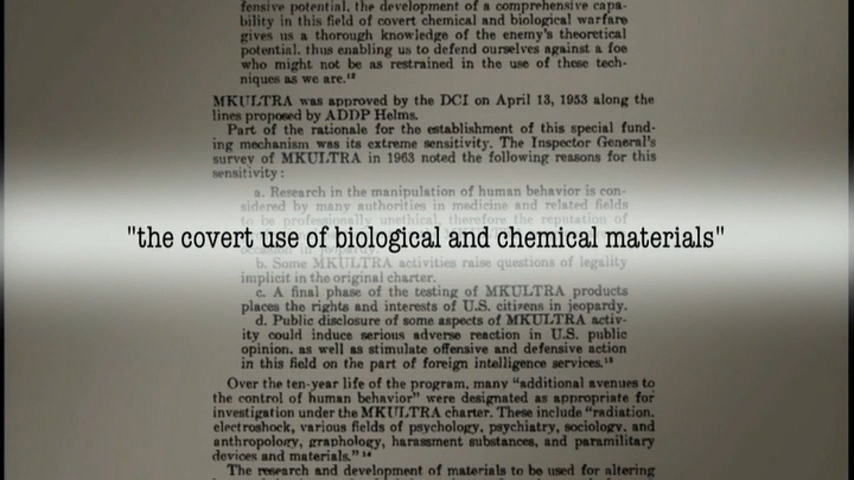 fensive potential, the development of a comprehensive capa-
bility in this field of covert chemical and biological warfare
gives us a thorough knowledge of the enemy's theoretical
potential, thus enabling us to defend ourselves against a foe
who might not be as restrained in the use of these tech-
niques as we are.¹²
MKULTRA was approved by the DCI on April 13, 1953 along the
lines proposed by ADDP Helms.
Part of the rationale for the establishment of this special fund-
ing mechanism was its extreme sensitivity. The Inspector General's
survey of MKULTRA in 1963 noted the following reasons for this
sensitivity:
a. Research in the manipulation of human behavior is con-
sidered by many authorities in medicine and related fields
to be professionally unethical, therefore the reputation of
"the covert use of biological and chemical materials"
b. Some MKULTRA activities raise questions of legality
implicit in the original charter.
c. A final phase of the testing of MKULTRA products
places the rights and interests of U.S. citizens in jeopardy.
d. Public disclosure of some aspects of MKULTRA activ-
ity could induce serious adverse reaction in U.S. public
opinion, as well as stimulate offensive and defensive action
in this field on the part of foreign intelligence services.¹³
Over the ten-year life of the program, many "additional avenues to
the control of human behavior" were designated as appropriate for
investigation under the MKULTRA charter. These include "radiation,
electroshock, various fields of psychology, psychiatry, sociology, and
anthropology, graphology, harassment substances, and paramilitary
devices and materials." ¹⁴
The research and development of materials to be used for altering